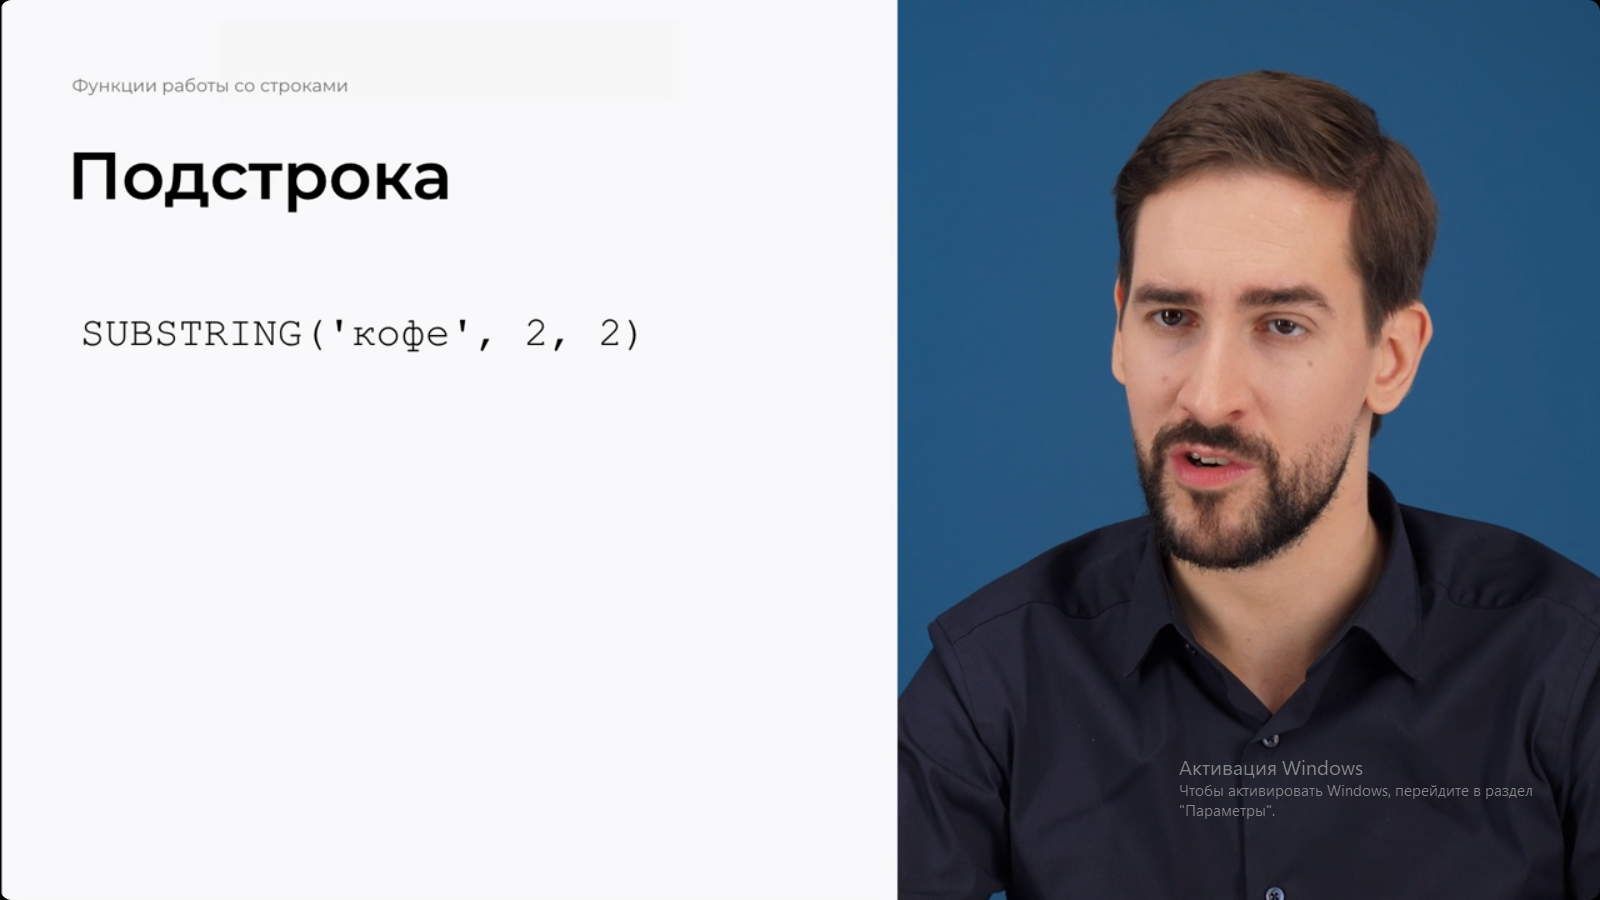 Функции работы со строками
Подстрока
SUBSTRING('кофе', 2, 2)
Активация Windows
Чтобы активировать Windows, перейдите в раздел
"Параметры".